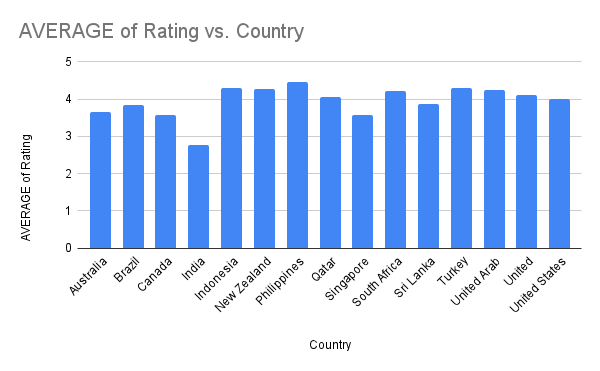 AVERAGE of Rating vs. Country
5
4
3
2
1
0
AVERAGE of Rating
Australia
Brazil
Canada
India
Indonesia
New Zealand
Philippines
Qatar
Singapore
South Africa
Sri Lanka
Turkey
United Arab
United
United States
Country